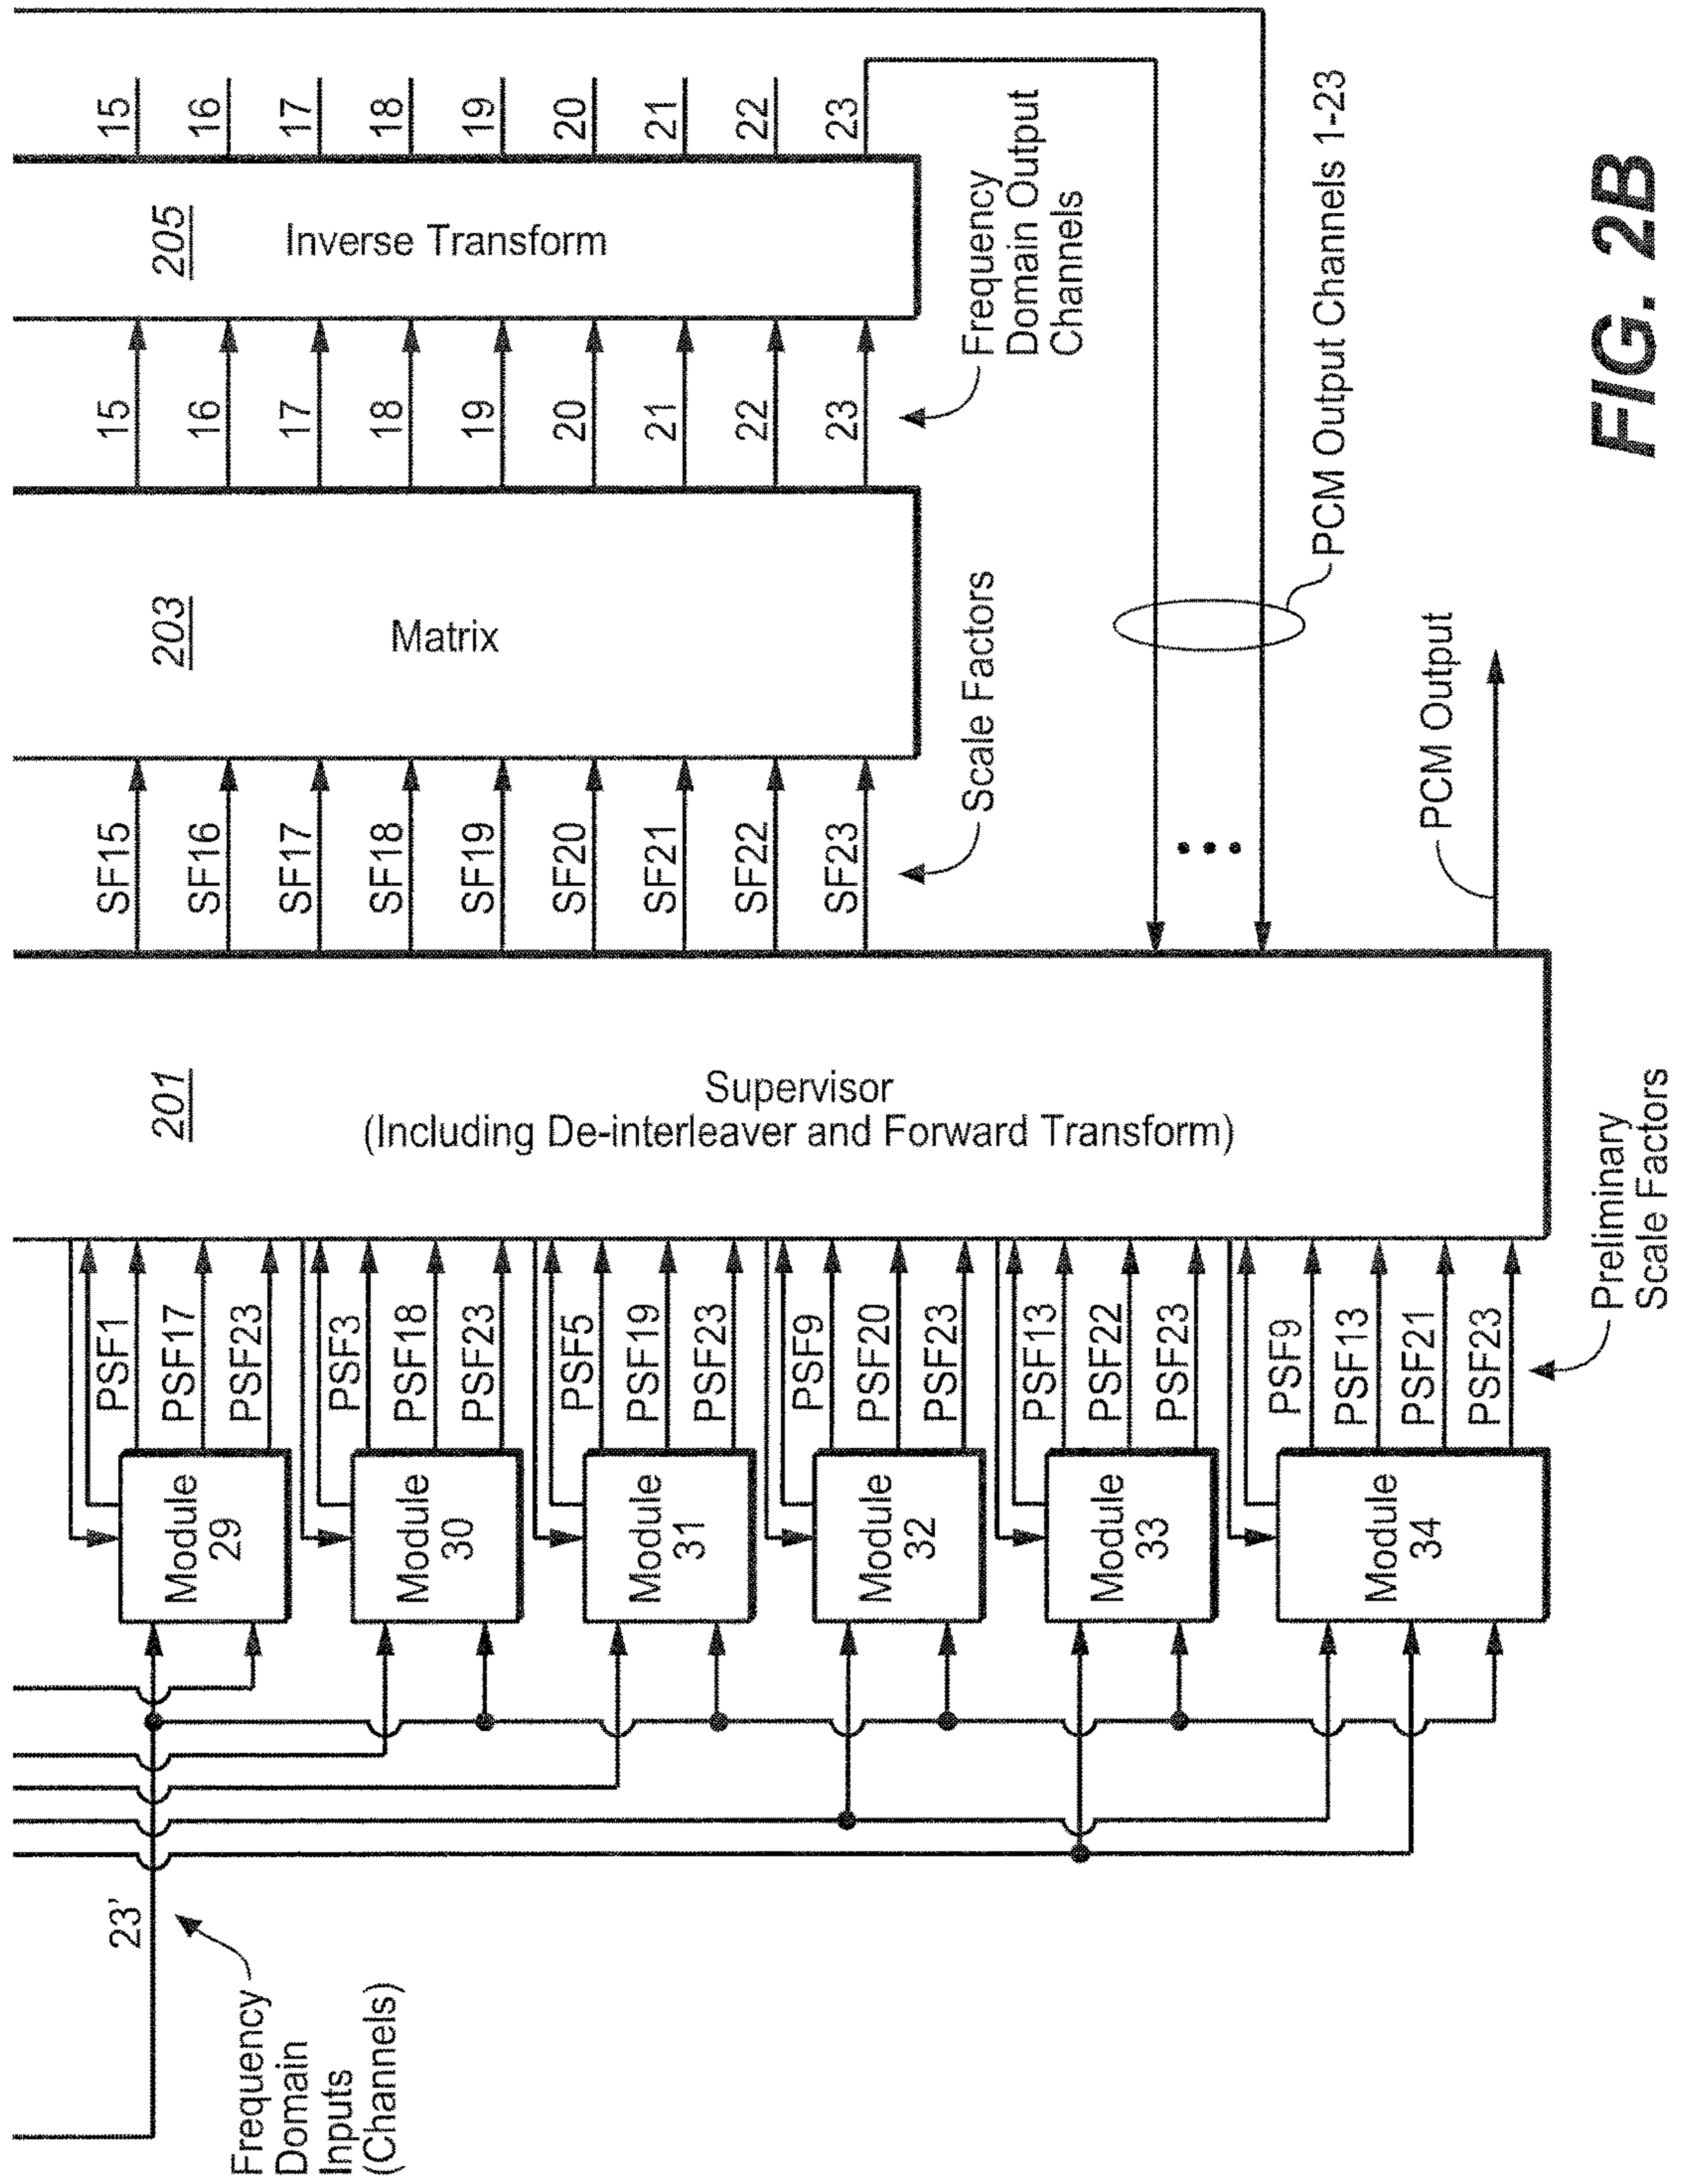 23'
Frequency
Domain
Inputs
(Channels)
Module
29
Module
30
Module
31
Module
32
Module
33
Module
34
PSF1
PSF17
PSF23
PSF3
PSF18
PSF23
PSF5
PSF19
PSF23
PSF9
PSF20
PSF23
PSF13
PSF22
PSF23
PSF9
PSF13
PSF21
PSF23
Preliminary
Scale Factors
201
Supervisor
(Including De-interleaver and Forward Transform)
SF15
SF16
SF17
SF18
SF19
SF20
SF21
SF22
SF23
Scale Factors
PCM Output
203
Matrix
15
16
17
18
19
20
21
22
23
Frequency
Domain Output
Channels
205
Inverse Transform
15
16
17
18
19
20
21
22
23
PCM Output Channels 1-23
FIG. 2B